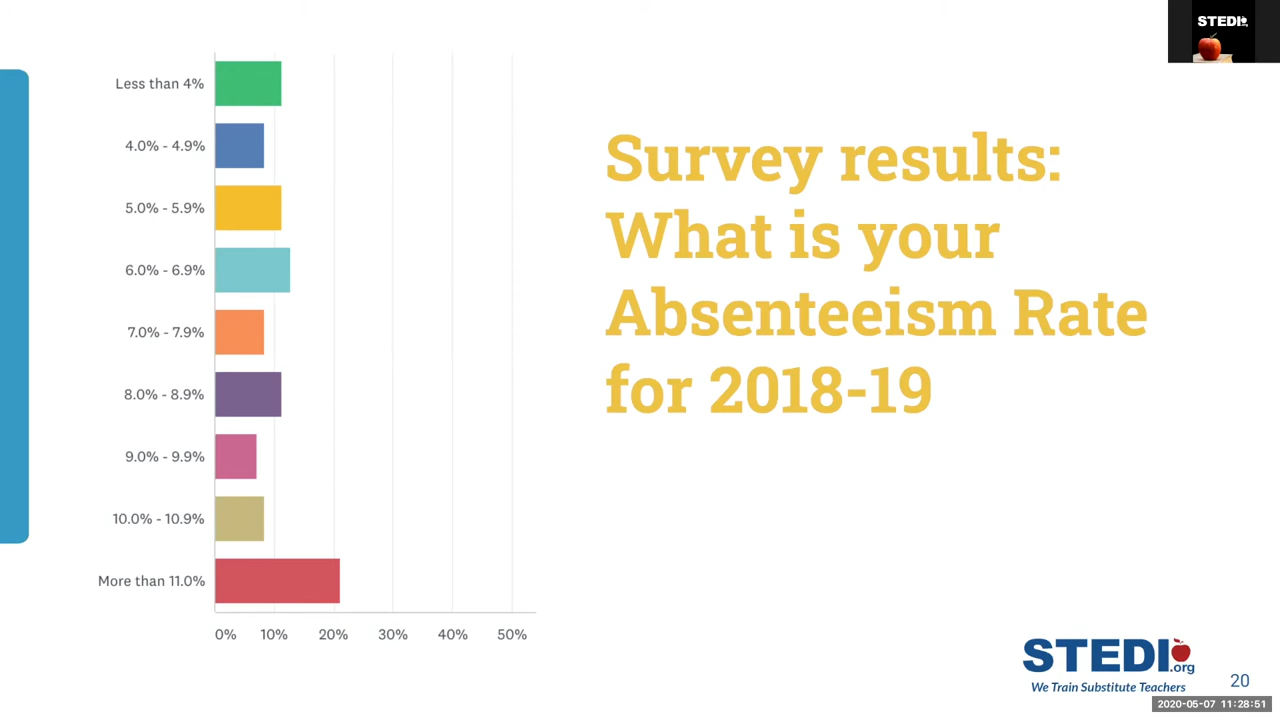 STEDI
Less than 4%
4.0% - 4.9%
5.0% - 5.9%
6.0% - 6.9%
7.0% - 7.9%
8.0% - 8.9%
9.0% - 9.9%
10.0% - 10.9%
More than 11.0%
0% 10% 20% 30% 40% 50%
Survey results:
What is your
Absenteeism Rate
for 2018-19
STEDI.org
We Train Substitute Teachers
20
2020-05-07 11:28:51